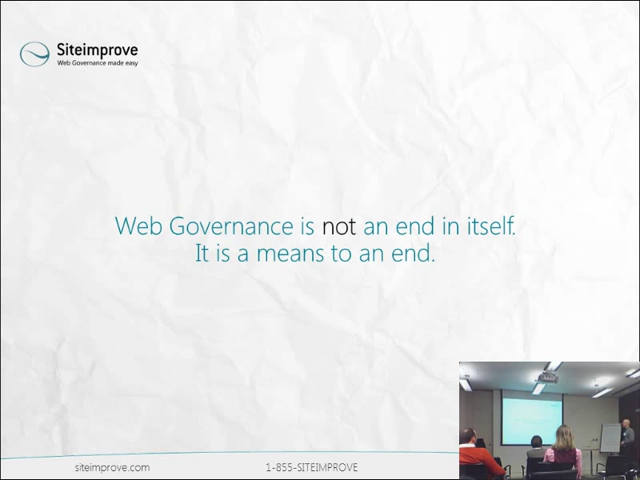 Siteimprove
Web Governance made easy
Web Governance is not an end in itself.
It is a means to an end.
siteimprove.com
1-855-SITEIMPROVE